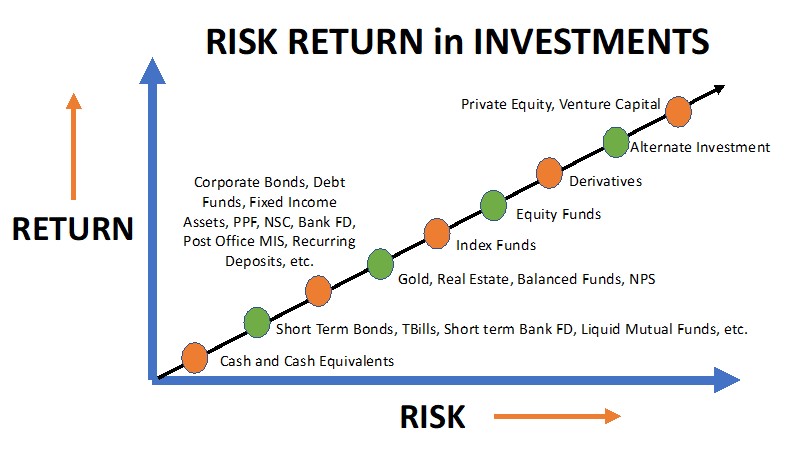 RISK RETURN in INVESTMENTS
Private Equity, Venture Capital
Alternate Investment
Derivatives
Corporate Bonds, Debt
Funds, Fixed Income
Assets, PPF, NSC, Bank FD,
Post Office MIS, Recurring
Deposits, etc.
Equity Funds
RETURN
Index Funds
Gold, Real Estate, Balanced Funds, NPS
Short Term Bonds, TBills, Short term Bank FD, Liquid Mutual Funds, etc.
Cash and Cash Equivalents
RISK